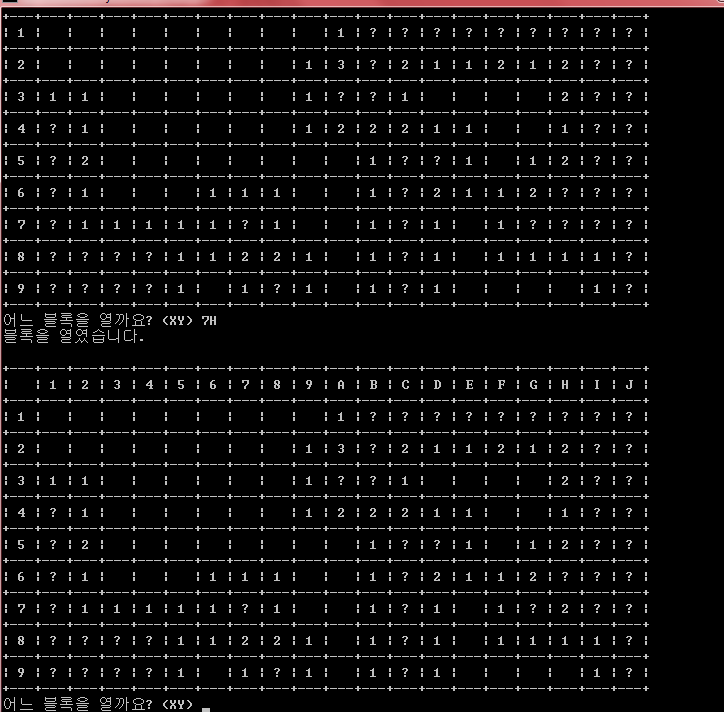 +---+---+---+---+---+---+---+---+---+---+---+---+---+---+---+---+---+---+---+---+
¦ 1 ¦   ¦   ¦   ¦   ¦   ¦   ¦   ¦   ¦   ¦ 1 ¦ ? ¦ ? ¦ ? ¦ ? ¦ ? ¦ ? ¦ ? ¦ ? ¦ ? ¦
+---+---+---+---+---+---+---+---+---+---+---+---+---+---+---+---+---+---+---+---+
¦ 2 ¦   ¦   ¦   ¦   ¦   ¦   ¦   ¦   ¦ 1 ¦ 3 ¦ ? ¦ 2 ¦ 1 ¦ 1 ¦ 2 ¦ 1 ¦ 2 ¦ ? ¦ ? ¦
+---+---+---+---+---+---+---+---+---+---+---+---+---+---+---+---+---+---+---+---+
¦ 3 ¦ 1 ¦ 1 ¦   ¦   ¦   ¦   ¦   ¦   ¦ 1 ¦ ? ¦ ? ¦ 1 ¦   ¦   ¦   ¦   ¦ 2 ¦ ? ¦ ? ¦
+---+---+---+---+---+---+---+---+---+---+---+---+---+---+---+---+---+---+---+---+
¦ 4 ¦ ? ¦ 1 ¦   ¦   ¦   ¦   ¦   ¦   ¦ 1 ¦ 2 ¦ 2 ¦ 2 ¦ 1 ¦ 1 ¦   ¦   ¦ 1 ¦ ? ¦ ? ¦
+---+---+---+---+---+---+---+---+---+---+---+---+---+---+---+---+---+---+---+---+
¦ 5 ¦ ? ¦ 2 ¦   ¦   ¦   ¦   ¦   ¦   ¦   ¦   ¦ 1 ¦ ? ¦ ? ¦ 1 ¦   ¦ 1 ¦ 2 ¦ ? ¦ ? ¦
+---+---+---+---+---+---+---+---+---+---+---+---+---+---+---+---+---+---+---+---+
¦ 6 ¦ ? ¦ 1 ¦   ¦   ¦   ¦ 1 ¦ 1 ¦ 1 ¦   ¦   ¦ 1 ¦ ? ¦ 2 ¦ 1 ¦ 1 ¦ 2 ¦ ? ¦ ? ¦ ? ¦
+---+---+---+---+---+---+---+---+---+---+---+---+---+---+---+---+---+---+---+---+
¦ 7 ¦ ? ¦ 1 ¦ 1 ¦ 1 ¦ 1 ¦ 1 ¦ ? ¦ 1 ¦   ¦   ¦ 1 ¦ ? ¦ 1 ¦   ¦ 1 ¦ ? ¦ ? ¦ ? ¦ ? ¦
+---+---+---+---+---+---+---+---+---+---+---+---+---+---+---+---+---+---+---+---+
¦ 8 ¦ ? ¦ ? ¦ ? ¦ ? ¦ 1 ¦ 1 ¦ 2 ¦ 2 ¦ 1 ¦   ¦ 1 ¦ ? ¦ 1 ¦   ¦ 1 ¦ 1 ¦ 1 ¦ 1 ¦ ? ¦
+---+---+---+---+---+---+---+---+---+---+---+---+---+---+---+---+---+---+---+---+
¦ 9 ¦ ? ¦ ? ¦ ? ¦ ? ¦ 1 ¦   ¦ 1 ¦ ? ¦ 1 ¦   ¦ 1 ¦ ? ¦ 1 ¦   ¦   ¦   ¦   ¦ 1 ¦ ? ¦
+---+---+---+---+---+---+---+---+---+---+---+---+---+---+---+---+---+---+---+---+
어느 블록을 열까요? (XY) 7H
블록을 열였습니다.
+---+---+---+---+---+---+---+---+---+---+---+---+---+---+---+---+---+---+---+---+
¦   ¦ 1 ¦ 2 ¦ 3 ¦ 4 ¦ 5 ¦ 6 ¦ 7 ¦ 8 ¦ 9 ¦ A ¦ B ¦ C ¦ D ¦ E ¦ F ¦ G ¦ H ¦ I ¦ J ¦
+---+---+---+---+---+---+---+---+---+---+---+---+---+---+---+---+---+---+---+---+
¦ 1 ¦   ¦   ¦   ¦   ¦   ¦   ¦   ¦   ¦   ¦ 1 ¦ ? ¦ ? ¦ ? ¦ ? ¦ ? ¦ ? ¦ ? ¦ ? ¦ ? ¦
+---+---+---+---+---+---+---+---+---+---+---+---+---+---+---+---+---+---+---+---+
¦ 2 ¦   ¦   ¦   ¦   ¦   ¦   ¦   ¦   ¦ 1 ¦ 3 ¦ ? ¦ 2 ¦ 1 ¦ 1 ¦ 2 ¦ 1 ¦ 2 ¦ ? ¦ ? ¦
+---+---+---+---+---+---+---+---+---+---+---+---+---+---+---+---+---+---+---+---+
¦ 3 ¦ 1 ¦ 1 ¦   ¦   ¦   ¦   ¦   ¦   ¦ 1 ¦ ? ¦ ? ¦ 1 ¦   ¦   ¦   ¦   ¦ 2 ¦ ? ¦ ? ¦
+---+---+---+---+---+---+---+---+---+---+---+---+---+---+---+---+---+---+---+---+
¦ 4 ¦ ? ¦ 1 ¦   ¦   ¦   ¦   ¦   ¦   ¦ 1 ¦ 2 ¦ 2 ¦ 2 ¦ 1 ¦ 1 ¦   ¦   ¦ 1 ¦ ? ¦ ? ¦
+---+---+---+---+---+---+---+---+---+---+---+---+---+---+---+---+---+---+---+---+
¦ 5 ¦ ? ¦ 2 ¦   ¦   ¦   ¦   ¦   ¦   ¦   ¦   ¦ 1 ¦ ? ¦ ? ¦ 1 ¦   ¦ 1 ¦ 2 ¦ ? ¦ ? ¦
+---+---+---+---+---+---+---+---+---+---+---+---+---+---+---+---+---+---+---+---+
¦ 6 ¦ ? ¦ 1 ¦   ¦   ¦   ¦ 1 ¦ 1 ¦ 1 ¦   ¦   ¦ 1 ¦ ? ¦ 2 ¦ 1 ¦ 1 ¦ 2 ¦ ? ¦ ? ¦ ? ¦
+---+---+---+---+---+---+---+---+---+---+---+---+---+---+---+---+---+---+---+---+
¦ 7 ¦ ? ¦ 1 ¦ 1 ¦ 1 ¦ 1 ¦ 1 ¦ ? ¦ 1 ¦   ¦   ¦ 1 ¦ ? ¦ 1 ¦   ¦ 1 ¦ ? ¦ 2 ¦ ? ¦ ? ¦
+---+---+---+---+---+---+---+---+---+---+---+---+---+---+---+---+---+---+---+---+
¦ 8 ¦ ? ¦ ? ¦ ? ¦ ? ¦ 1 ¦ 1 ¦ 2 ¦ 2 ¦ 1 ¦   ¦ 1 ¦ ? ¦ 1 ¦   ¦ 1 ¦ 1 ¦ 1 ¦ 1 ¦ ? ¦
+---+---+---+---+---+---+---+---+---+---+---+---+---+---+---+---+---+---+---+---+
¦ 9 ¦ ? ¦ ? ¦ ? ¦ ? ¦ 1 ¦   ¦ 1 ¦ ? ¦ 1 ¦   ¦ 1 ¦ ? ¦ 1 ¦   ¦   ¦   ¦   ¦ 1 ¦ ? ¦
+---+---+---+---+---+---+---+---+---+---+---+---+---+---+---+---+---+---+---+---+
어느 블록을 열까요? (XY) _